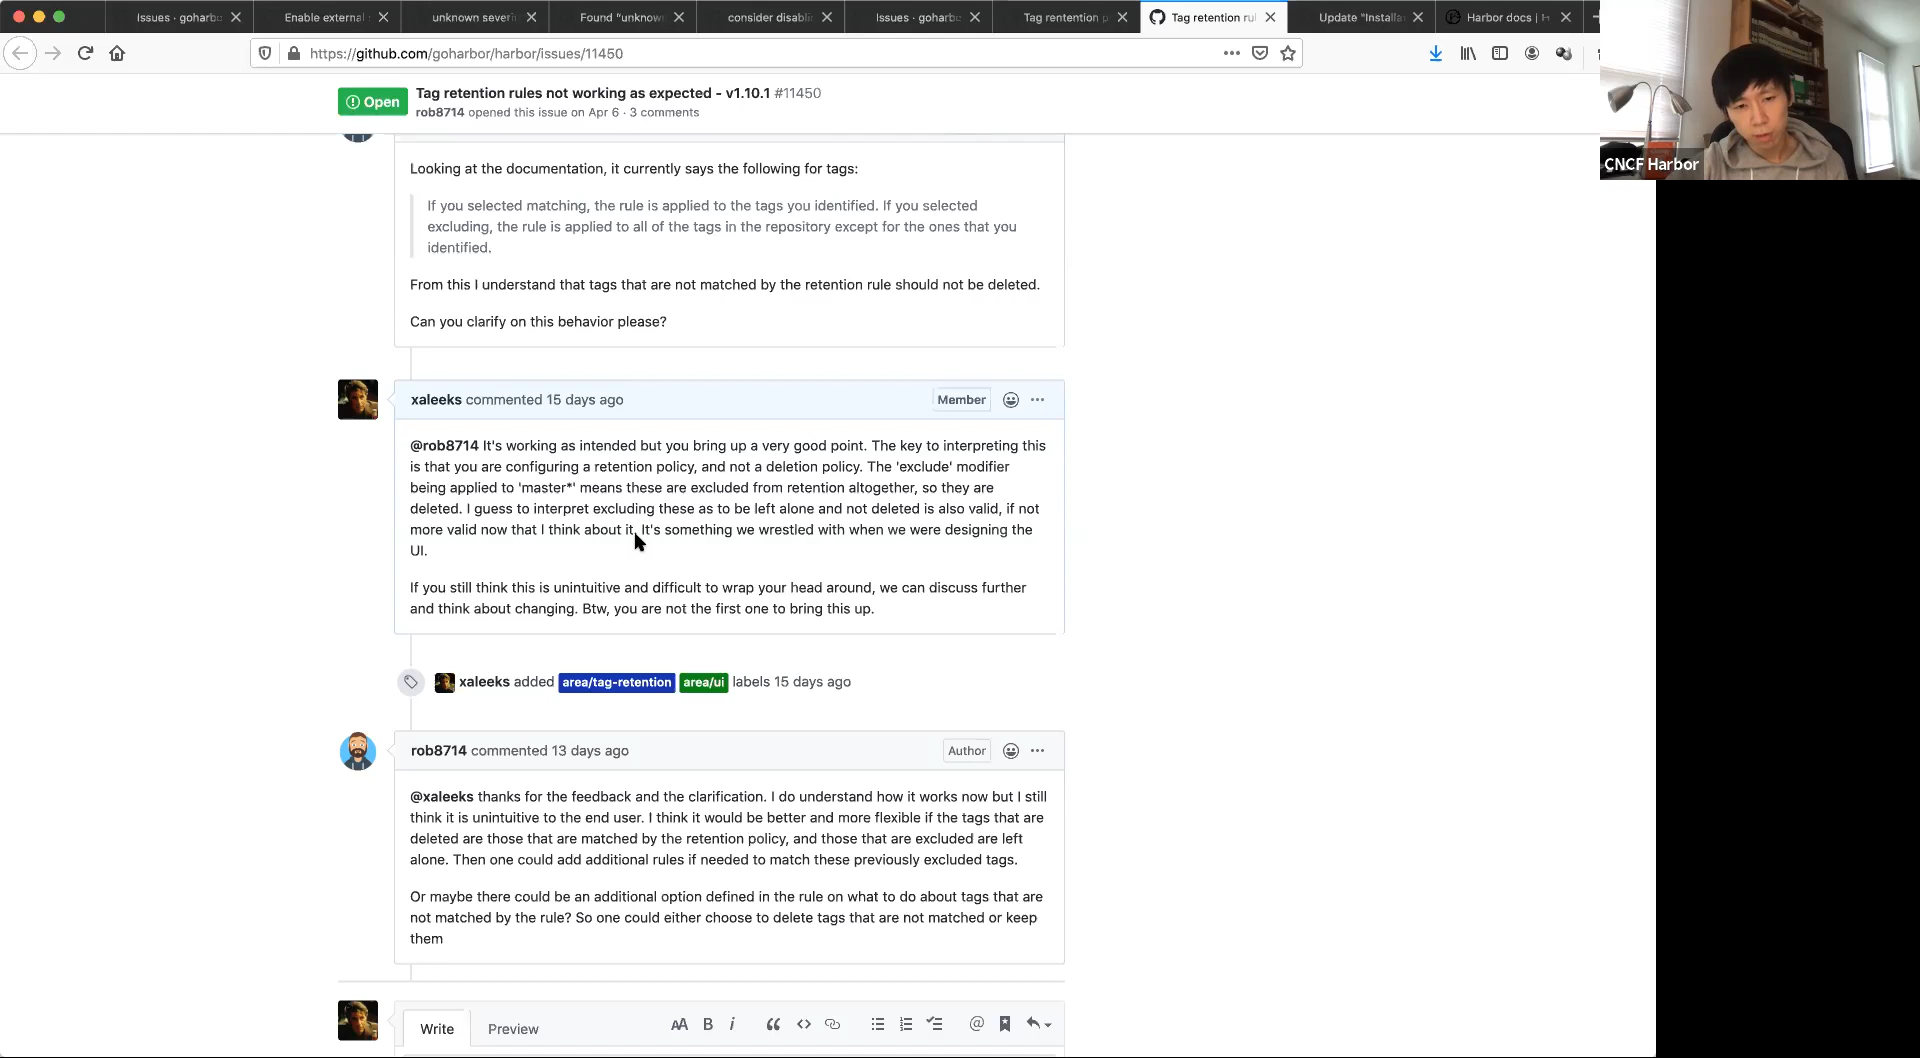 Issues · goharbo
Enable external
unknown severi
Found "unknow
consider disabli
Issues · goharbo
Tag rentention p
Tag retention ru
Update "Installa
Harbor docs |
https://github.com/goharbor/harbor/issues/11450
Open
Tag retention rules not working as expected - v1.10.1 #11450
rob8714 opened this issue on Apr 6 · 3 comments
CNCF Harbor
Looking at the documentation, it currently says the following for tags:
If you selected matching, the rule is applied to the tags you identified. If you selected
excluding, the rule is applied to all of the tags in the repository except for the ones that you
identified.
From this I understand that tags that are not matched by the retention rule should not be deleted.
Can you clarify on this behavior please?
xaleeks commented 15 days ago
Member
@rob8714 It's working as intended but you bring up a very good point. The key to interpreting this
is that you are configuring a retention policy, and not a deletion policy. The 'exclude' modifier
being applied to 'master*' means these are excluded from retention altogether, so they are
deleted. I guess to interpret excluding these as to be left alone and not deleted is also valid, if not
more valid now that I think about it. It's something we wrestled with when we were designing the
UI.
If you still think this is unintuitive and difficult to wrap your head around, we can discuss further
and think about changing. Btw, you are not the first one to bring this up.
xaleeks added area/tag-retention area/ui labels 15 days ago
rob8714 commented 13 days ago
Author
@xaleeks thanks for the feedback and the clarification. I do understand how it works now but I still
think it is unintuitive to the end user. I think it would be better and more flexible if the tags that are
deleted are those that are matched by the retention policy, and those that are excluded are left
alone. Then one could add additional rules if needed to match these previously excluded tags.
Or maybe there could be an additional option defined in the rule on what to do about tags that are
not matched by the rule? So one could either choose to delete tags that are not matched or keep
them
Write
Preview
AA B i